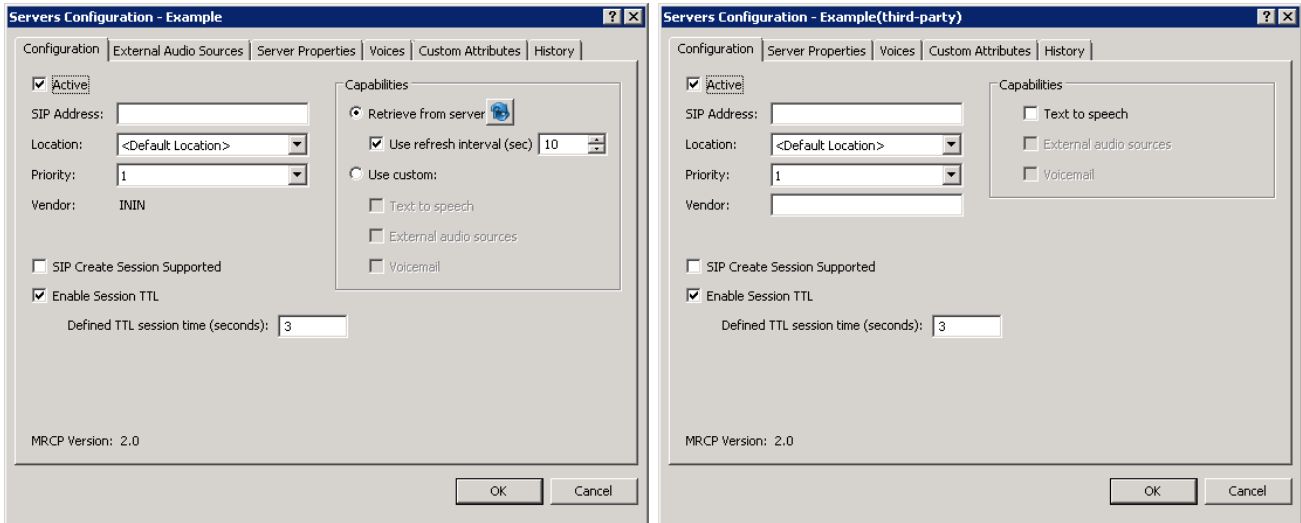 Servers Configuration - Example
Configuration External Audio Sources Server Properties Voices Custom Attributes History
Active
Capabilities
SIP Address:
Retrieve from server
Location: <Default Location>
Use refresh interval (sec) 10
Priority: 1
Use custom:
Vendor: ININ
Text to speech
External audio sources
SIP Create Session Supported
Voicemail
Enable Session TTL
Defined TTL session time (seconds): 3
MRCP Version: 2.0
OK Cancel
Servers Configuration - Example(third-party)
Configuration Server Properties Voices Custom Attributes History
Active
Capabilities
SIP Address:
Text to speech
Location: <Default Location>
External audio sources
Priority: 1
Voicemail
Vendor:
SIP Create Session Supported
Enable Session TTL
Defined TTL session time (seconds): 3
MRCP Version: 2.0
OK Cancel